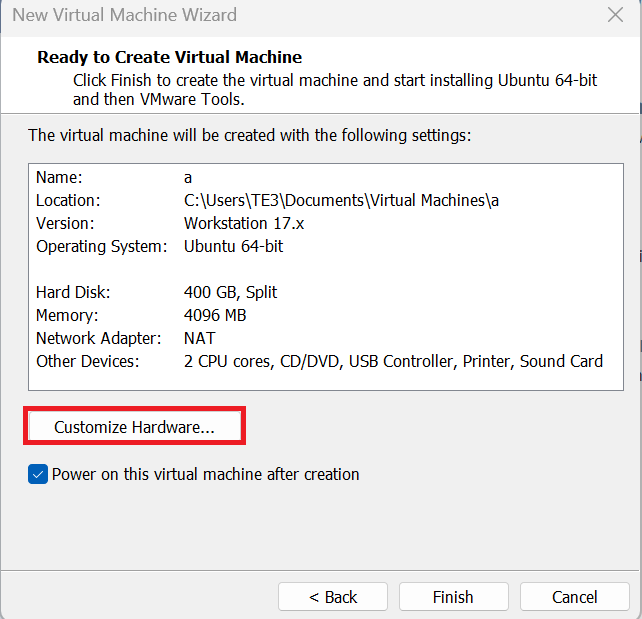 New Virtual Machine Wizard
Ready to Create Virtual Machine
Click Finish to create the virtual machine and start installing Ubuntu 64-bit
and then VMware Tools.
The virtual machine will be created with the following settings:
Name: a
Location: C:\Users\TE3\Documents\Virtual Machines\a
Version: Workstation 17.x
Operating System: Ubuntu 64-bit
Hard Disk: 400 GB, Split
Memory: 4096 MB
Network Adapter: NAT
Other Devices: 2 CPU cores, CD/DVD, USB Controller, Printer, Sound Card
Customize Hardware...
Power on this virtual machine after creation
< Back Finish Cancel